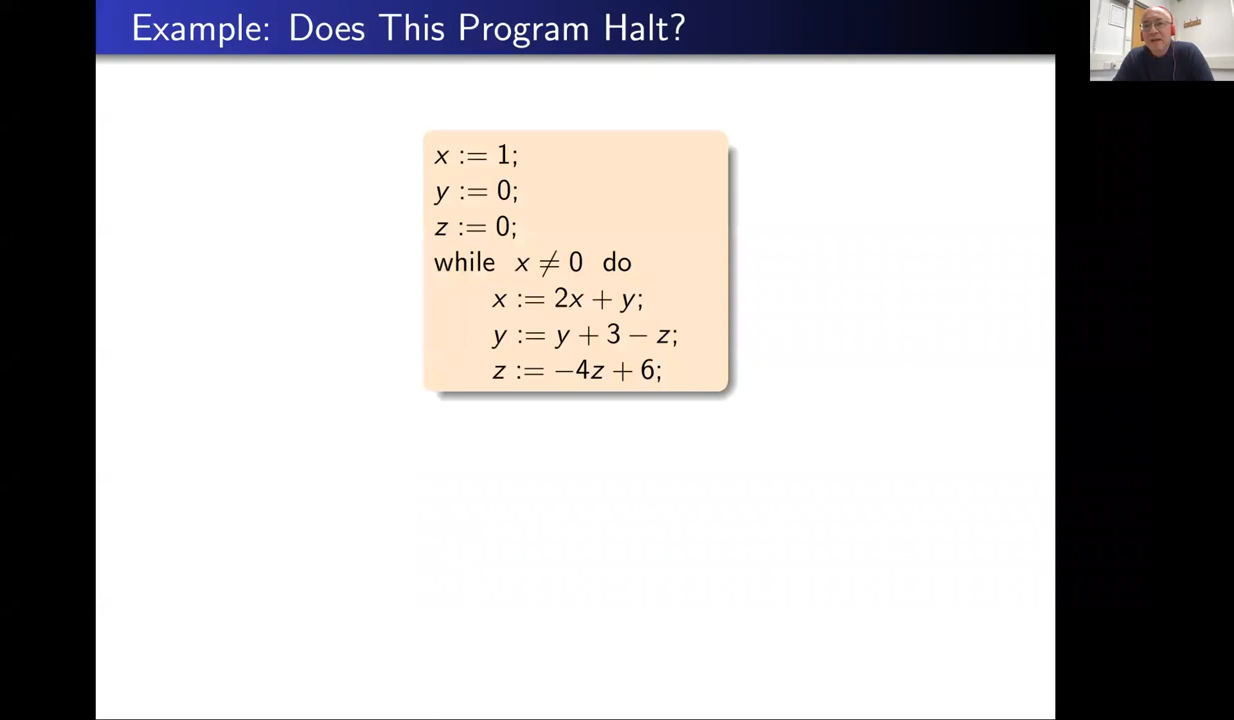 Example: Does This Program Halt?
x := 1;
y := 0;
z := 0;
while x ≠ 0 do
x := 2x + y;
y := y + 3 − z;
z := −4z + 6;